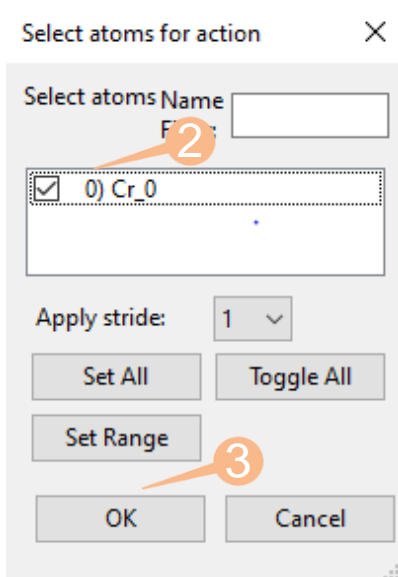 Select atoms for action
Select atoms Name
2
0) Cr_0
Apply stride: 1
Set All Toggle All
Set Range
3
OK Cancel